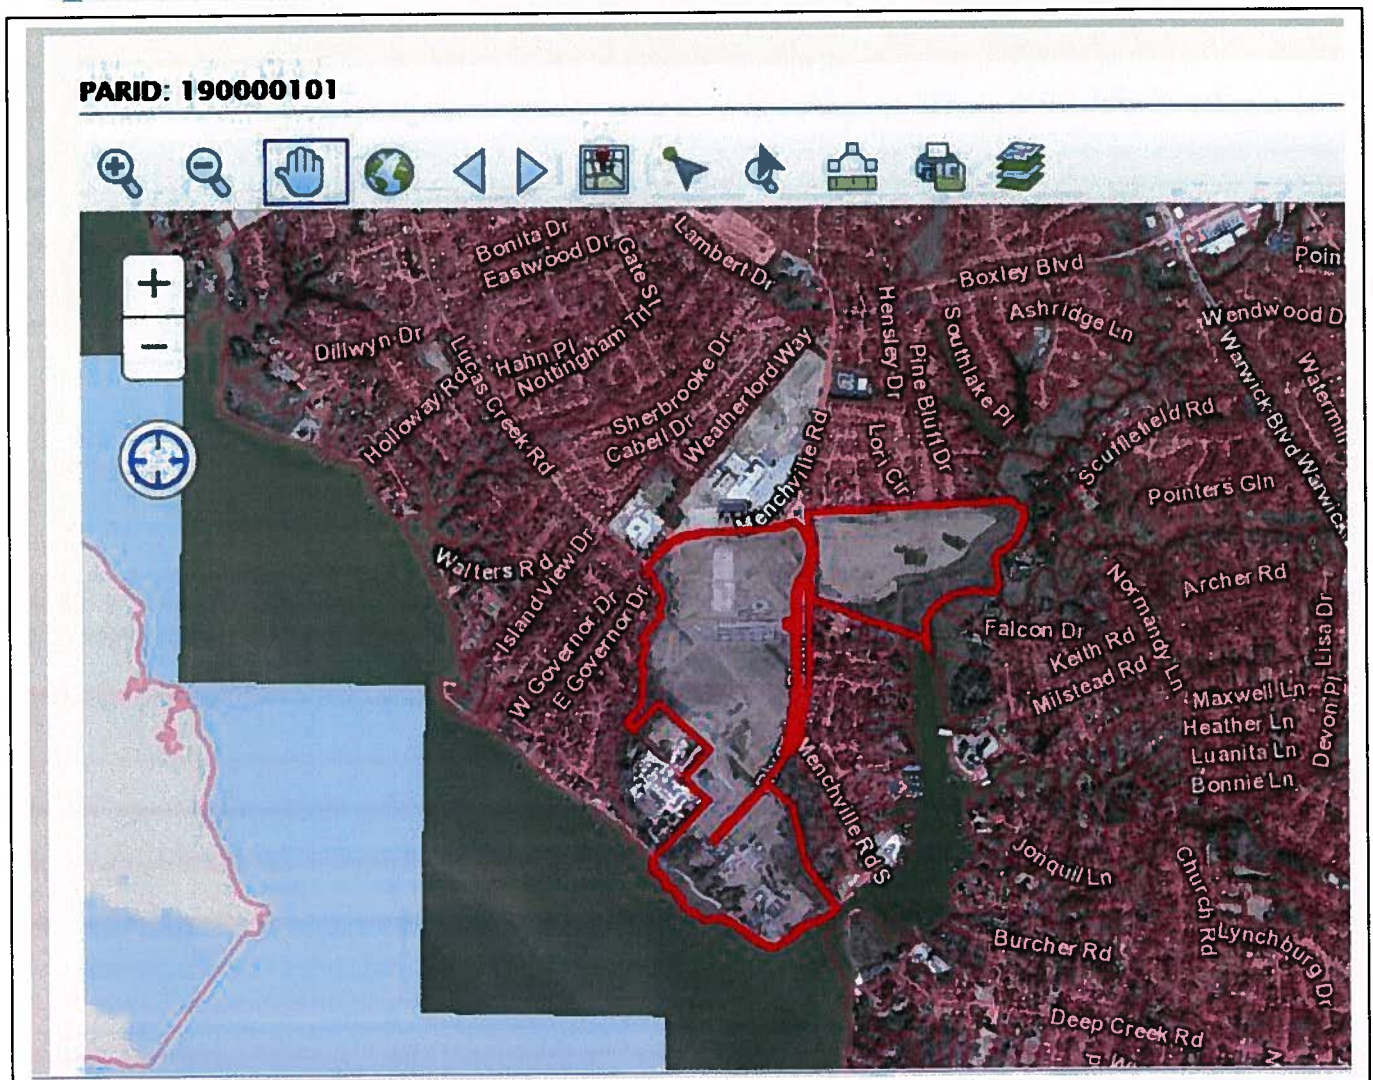 PARID: 190000101
+
−
Bonita Dr
Eastwood Dr
Gate St
Lambert Dr
Boxley Blvd
Ashridge Ln
Wendwood D
Dillwyn Dr
Lucas Creek Rd
Hahn Pl
Nottingham Trl
Holloway Rd
Sherbrooke Dr
Cabell Dr
Weatherford Way
Menchville Rd
Hensley Dr
Pine Bluff Dr
Southlake Pl
Lori Cir
Scufflefield Rd
Pointers Gln
Warwick Blvd
Warwick
Walters Rd
Island View Dr
W Governor Dr
E Governor Dr
Archer Rd
Normandy Ln
Falcon Dr
Keith Rd
Milstead Rd
Lisa Dr
Devon Pl
Maxwell Ln
Heather Ln
Luanita Ln
Bonnie Ln
Menchville Rd S
Jonquil Ln
Church Rd
Lynchburg Dr
Burcher Rd
Deep Creek Rd